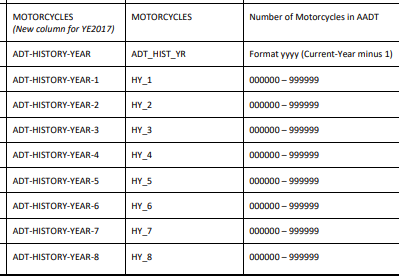 MOTORCYCLES MOTORCYCLES Number of Motorcycles in AADT
(New column for YE2017)
ADT-HISTORY-YEAR ADT_HIST_YR Format yyyy (Current-Year minus 1)
ADT-HISTORY-YEAR-1 HY_1 000000 – 999999
ADT-HISTORY-YEAR-2 HY_2 000000 – 999999
ADT-HISTORY-YEAR-3 HY_3 000000 – 999999
ADT-HISTORY-YEAR-4 HY_4 000000 – 999999
ADT-HISTORY-YEAR-5 HY_5 000000 – 999999
ADT-HISTORY-YEAR-6 HY_6 000000 – 999999
ADT-HISTORY-YEAR-7 HY_7 000000 – 999999
ADT-HISTORY-YEAR-8 HY_8 000000 – 999999